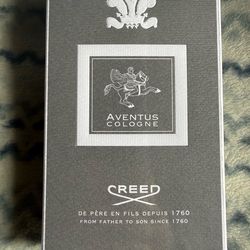 AVENTUS
COLOGNE
CREED
DE PÈRE EN FILS DEPUIS 1760
FROM FATHER TO SON SINCE 1760